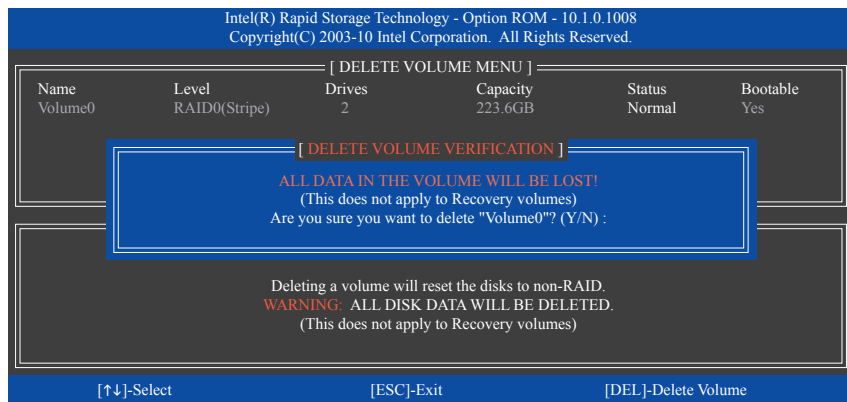 Intel(R) Rapid Storage Technology - Option ROM - 10.1.0.1008
Copyright(C) 2003-10 Intel Corporation. All Rights Reserved.
[ DELETE VOLUME MENU ]
Name Level Drives Capacity Status Bootable
Volume0 RAID0(Stripe) 2 223.6GB Normal Yes
[ DELETE VOLUME VERIFICATION ]
ALL DATA IN THE VOLUME WILL BE LOST!
(This does not apply to Recovery volumes)
Are you sure you want to delete "Volume0"? (Y/N) :
Deleting a volume will reset the disks to non-RAID.
WARNING: ALL DISK DATA WILL BE DELETED.
(This does not apply to Recovery volumes)
[↑↓]-Select [ESC]-Exit [DEL]-Delete Volume